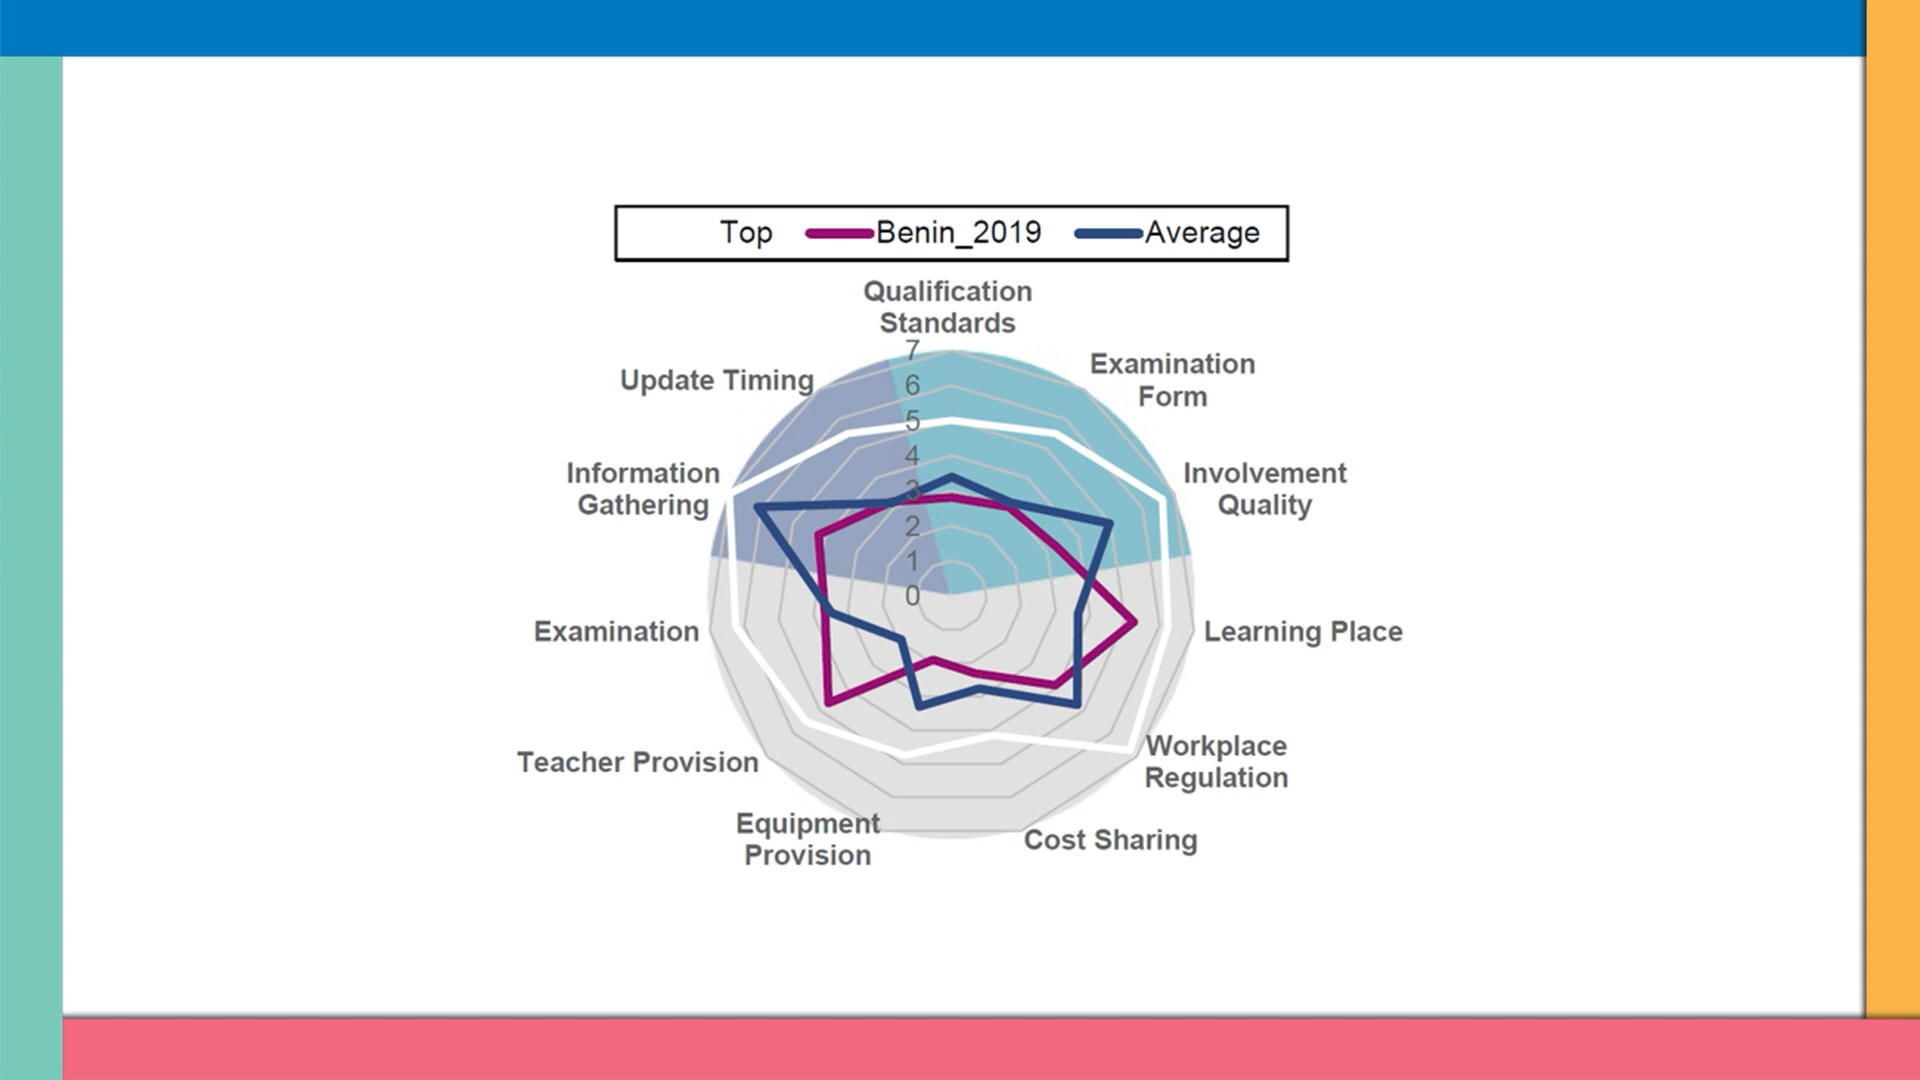 Top Benin_2019 Average
Qualification
Standards
7
6
5
4
3
2
1
0
Examination
Form
Involvement
Quality
Learning Place
Workplace
Regulation
Cost Sharing
Equipment
Provision
Teacher Provision
Examination
Information
Gathering
Update Timing